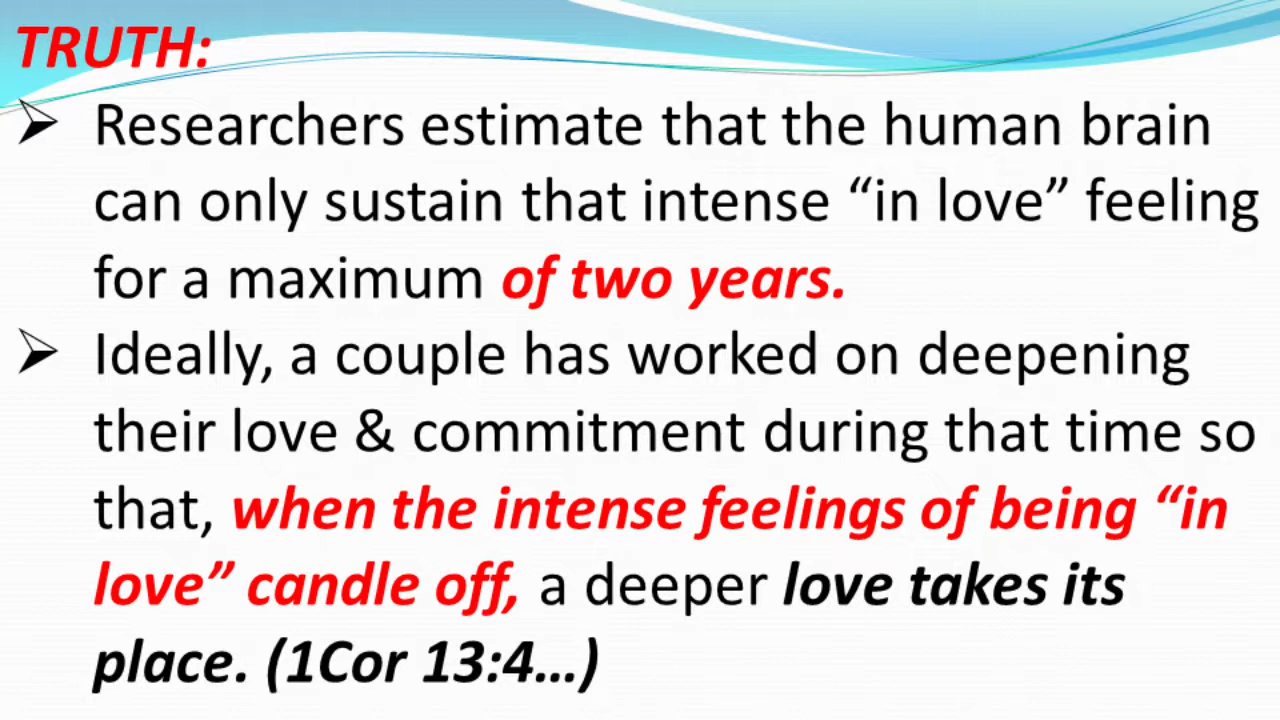 TRUTH:
➢ Researchers estimate that the human brain
can only sustain that intense “in love” feeling
for a maximum of two years.
➢ Ideally, a couple has worked on deepening
their love & commitment during that time so
that, when the intense feelings of being “in
love” candle off, a deeper love takes its
place. (1Cor 13:4…)